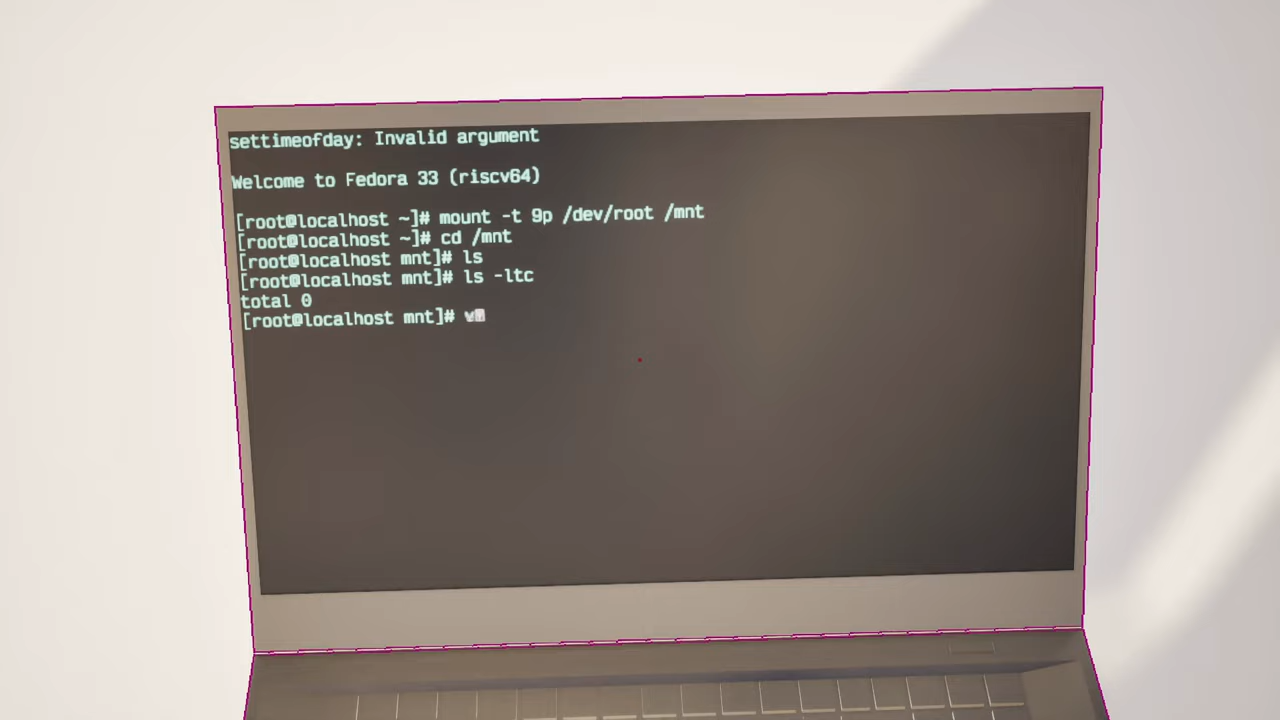 settimeofday: Invalid argument
Welcome to Fedora 33 (riscv64)
[root@localhost ~]# mount -t 9p /dev/root /mnt
[root@localhost ~]# cd /mnt
[root@localhost mnt]# ls
[root@localhost mnt]# ls -ltc
total 0
[root@localhost mnt]#